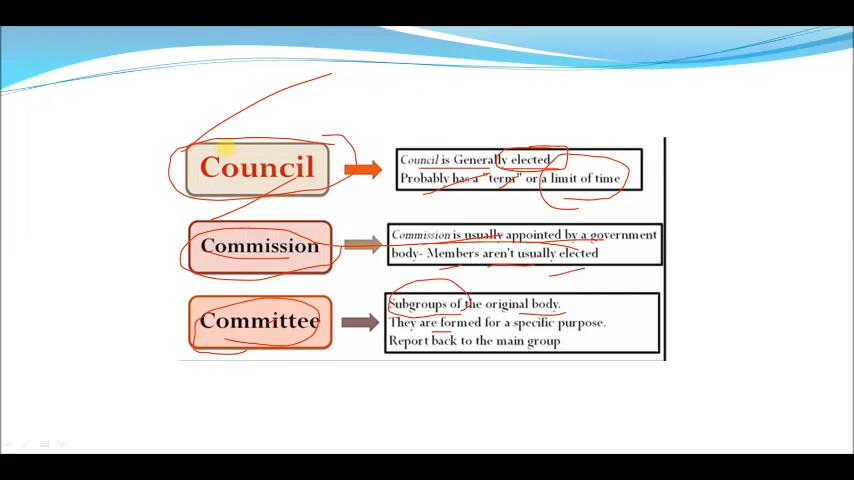 Council
Council is Generally elected
Probably has a "term" or a limit of time
Commission
Commission is usually appointed by a government
body- Members aren't usually elected
Committee
Subgroups of the original body.
They are formed for a specific purpose.
Report back to the main group